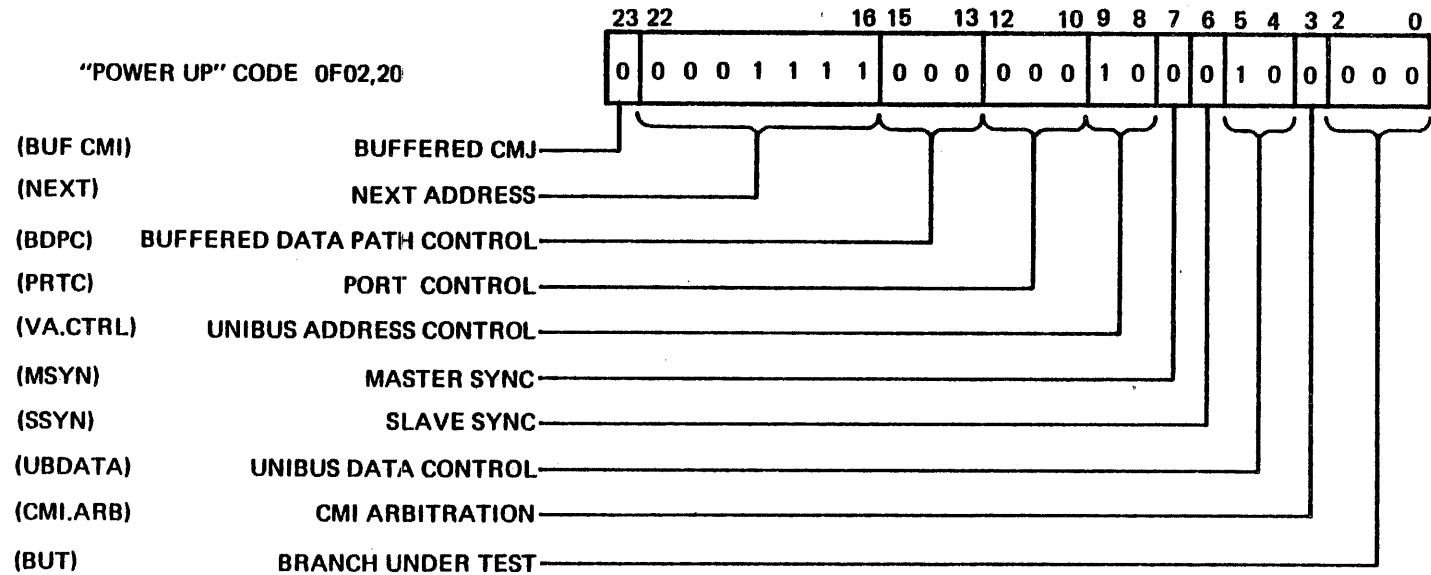 23 22 16 15 13 12 10 9 8 7 6 5 4 3 2 0
"POWER UP" CODE 0F02,20 0 0 0 0 1 1 1 1 0 0 0 0 0 0 1 0 0 0 1 0 0 0 0 0
(BUF CMI) BUFFERED CMJ
(NEXT) NEXT ADDRESS
(BDPC) BUFFERED DATA PATH CONTROL
(PRTC) PORT CONTROL
(VA.CTRL) UNIBUS ADDRESS CONTROL
(MSYN) MASTER SYNC
(SSYN) SLAVE SYNC
(UBDATA) UNIBUS DATA CONTROL
(CMI.ARB) CMI ARBITRATION
(BUT) BRANCH UNDER TEST